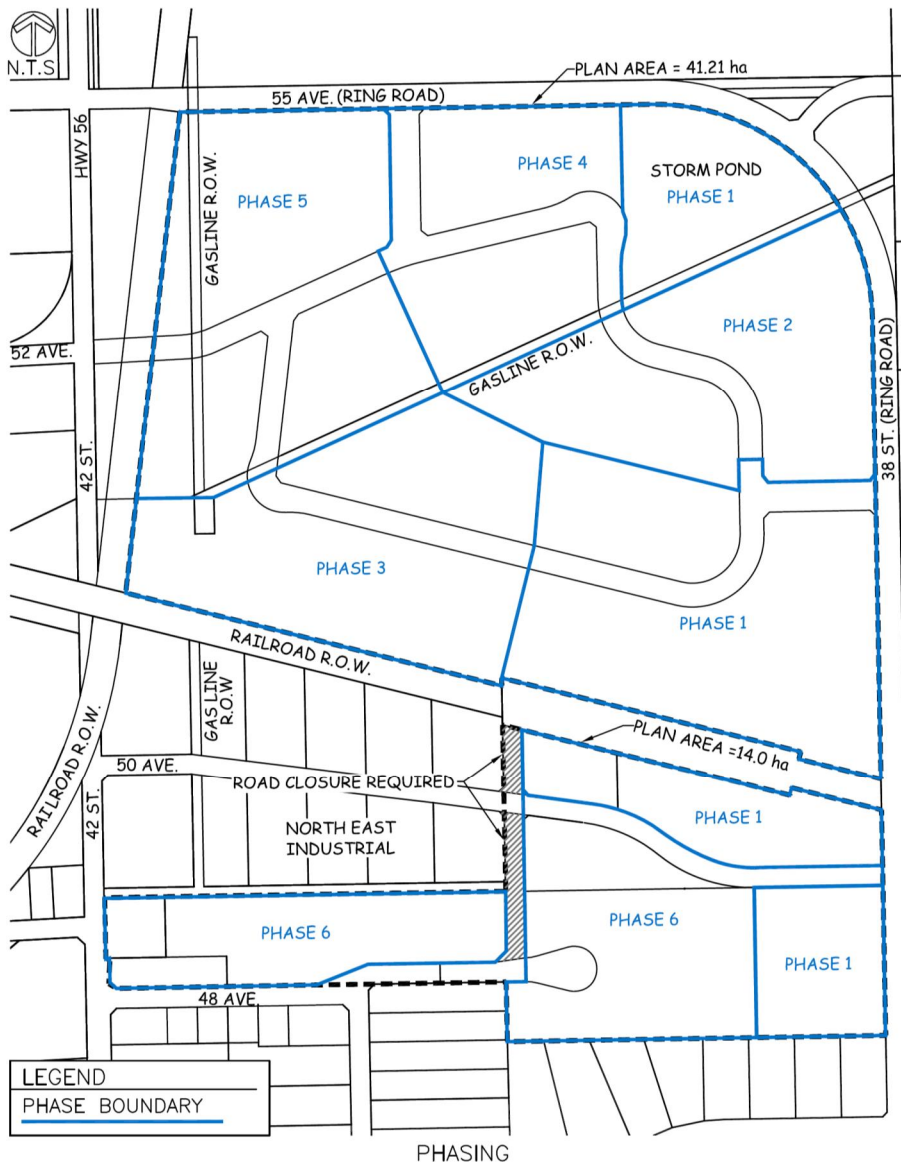 N.T.S
PLAN AREA = 41.21 ha
55 AVE. (RING ROAD)
HWY 56
PHASE 4
STORM POND
PHASE 1
PHASE 5
GASLINE R.O.W.
PHASE 2
52 AVE.
GASLINE R.O.W.
38 ST. (RING ROAD)
42 ST.
PHASE 3
PHASE 1
RAILROAD R.O.W.
GAS LINE
R.O.W
RAILROAD R.O.W.
PLAN AREA =14.0 ha
50 AVE.
ROAD CLOSURE REQUIRED
42 ST.
NORTH EAST
INDUSTRIAL
PHASE 1
PHASE 6
PHASE 6
PHASE 1
48 AVE.
LEGEND
PHASE BOUNDARY
PHASING